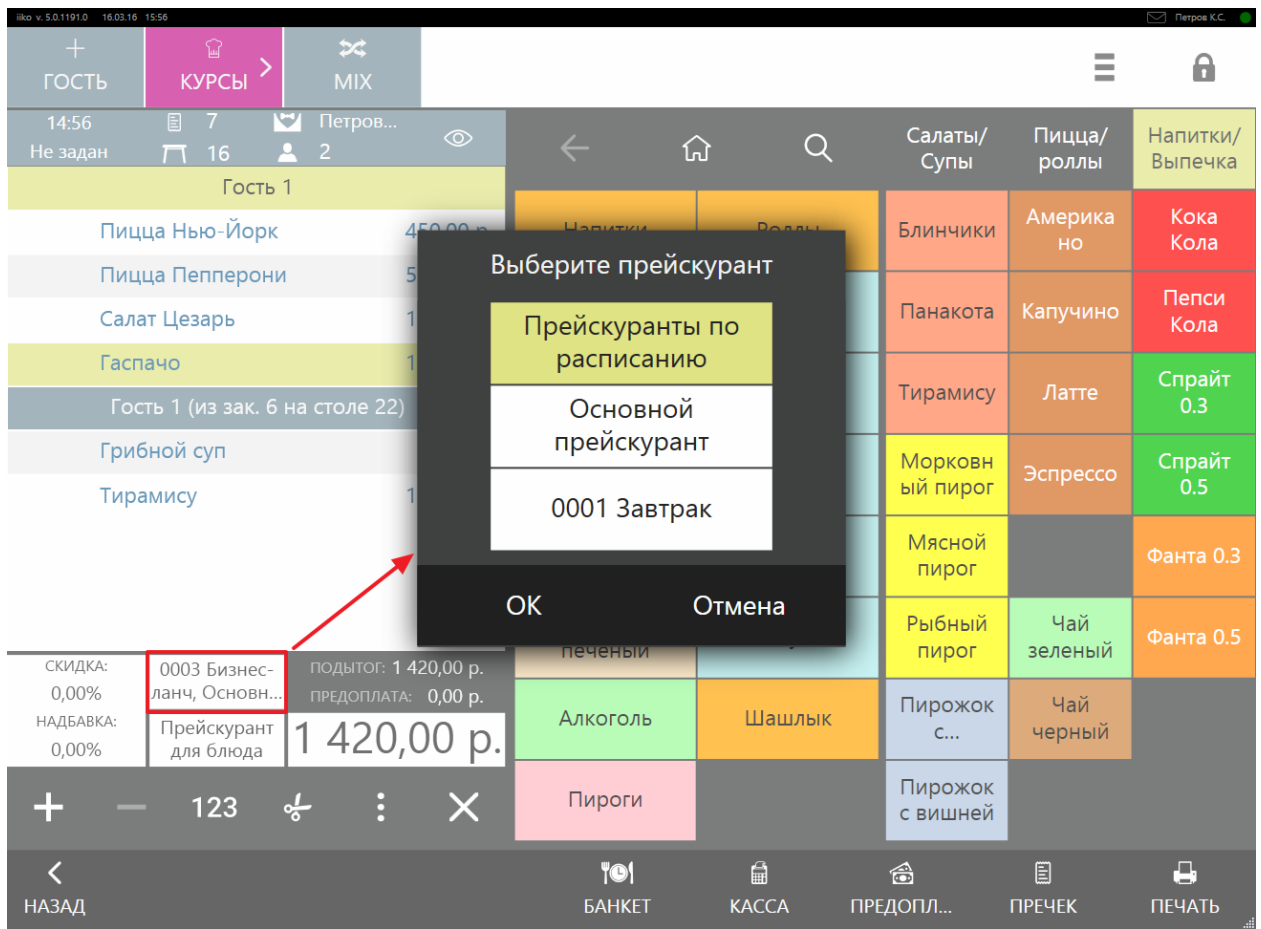 iiko v. 5.0.1191.0 16.03.16 15:56
Петров К.С.
ГОСТЬ
КУРСЫ
MIX
14:56 7 Петров...
Не задан 16 2
Гость 1
Пицца Нью-Йорк
Пицца Пепперони
Салат Цезарь
Гаспачо
Гость 1 (из зак. 6 на столе 22)
Грибной суп
Тирамису
СКИДКА:
0,00%
НАДБАВКА:
0,00%
0003 Бизнес-
ланч, Основн...
Прейскурант
для блюда
ПОДЫТОГ: 1 420,00 р.
ПРЕДОПЛАТА: 0,00 р.
1 420,00 р.
123
Выберите прейскурант
Прейскуранты по
расписанию
Основной
прейскурант
0001 Завтрак
OK
Отмена
Напитки
Роллы
печеный
Алкоголь
Шашлык
Пироги
Салаты/
Супы
Пицца/
роллы
Напитки/
Выпечка
Блинчики
Америка
но
Кока
Кола
Панакота
Капучино
Пепси
Кола
Тирамису
Латте
Спрайт
0.3
Морковн
ый пирог
Эспрессо
Спрайт
0.5
Мясной
пирог
Фанта 0.3
Рыбный
пирог
Чай
зеленый
Фанта 0.5
Пирожок
с...
Чай
черный
Пирожок
с вишней
НАЗАД
БАНКЕТ
КАССА
ПРЕДОПЛ...
ПРЕЧЕК
ПЕЧАТЬ